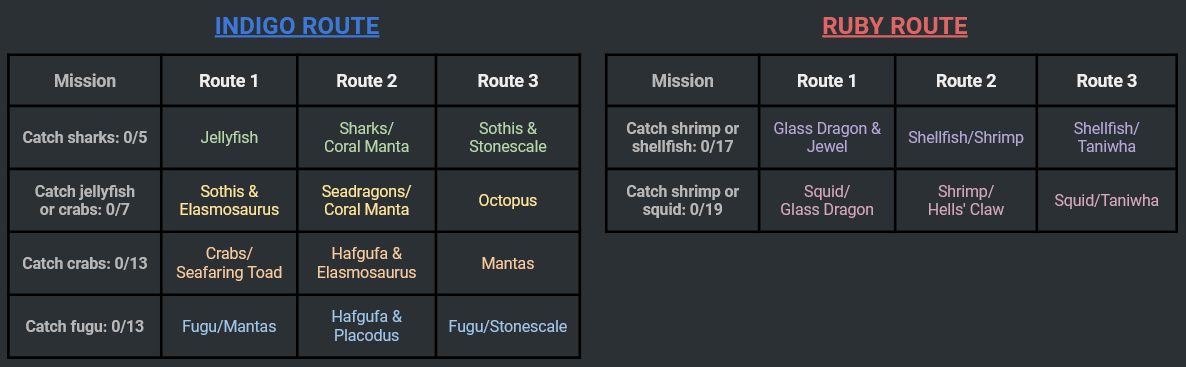 INDIGO ROUTE
Mission Route 1 Route 2 Route 3
Catch sharks: 0/5
Jellyfish
Sharks/
Coral Manta
Sothis &
Stonescale
Catch jellyfish
or crabs: 0/7
Sothis &
Elasmosaurus
Seadragons/
Coral Manta
Octopus
Catch crabs: 0/13
Crabs/
Seafaring Toad
Hafgufa &
Elasmosaurus
Mantas
Catch fugu: 0/13
Fugu/Mantas
Hafgufa &
Placodus
Fugu/Stonescale
RUBY ROUTE
Mission Route 1 Route 2 Route 3
Catch shrimp or
shellfish: 0/17
Glass Dragon &
Jewel
Shellfish/Shrimp
Shellfish/
Taniwha
Catch shrimp or
squid: 0/19
Squid/
Glass Dragon
Shrimp/
Hells' Claw
Squid/Taniwha